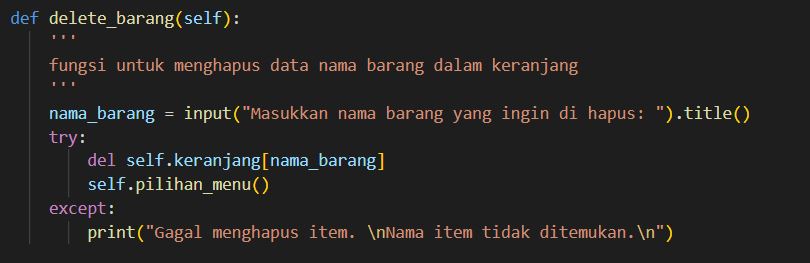 def delete_barang(self):
'''
fungsi untuk menghapus data nama barang dalam keranjang
'''
nama_barang = input("Masukkan nama barang yang ingin di hapus: ").title()
try:
del self.keranjang[nama_barang]
self.pilihan_menu()
except:
print("Gagal menghapus item. \nNama item tidak ditemukan.\n")